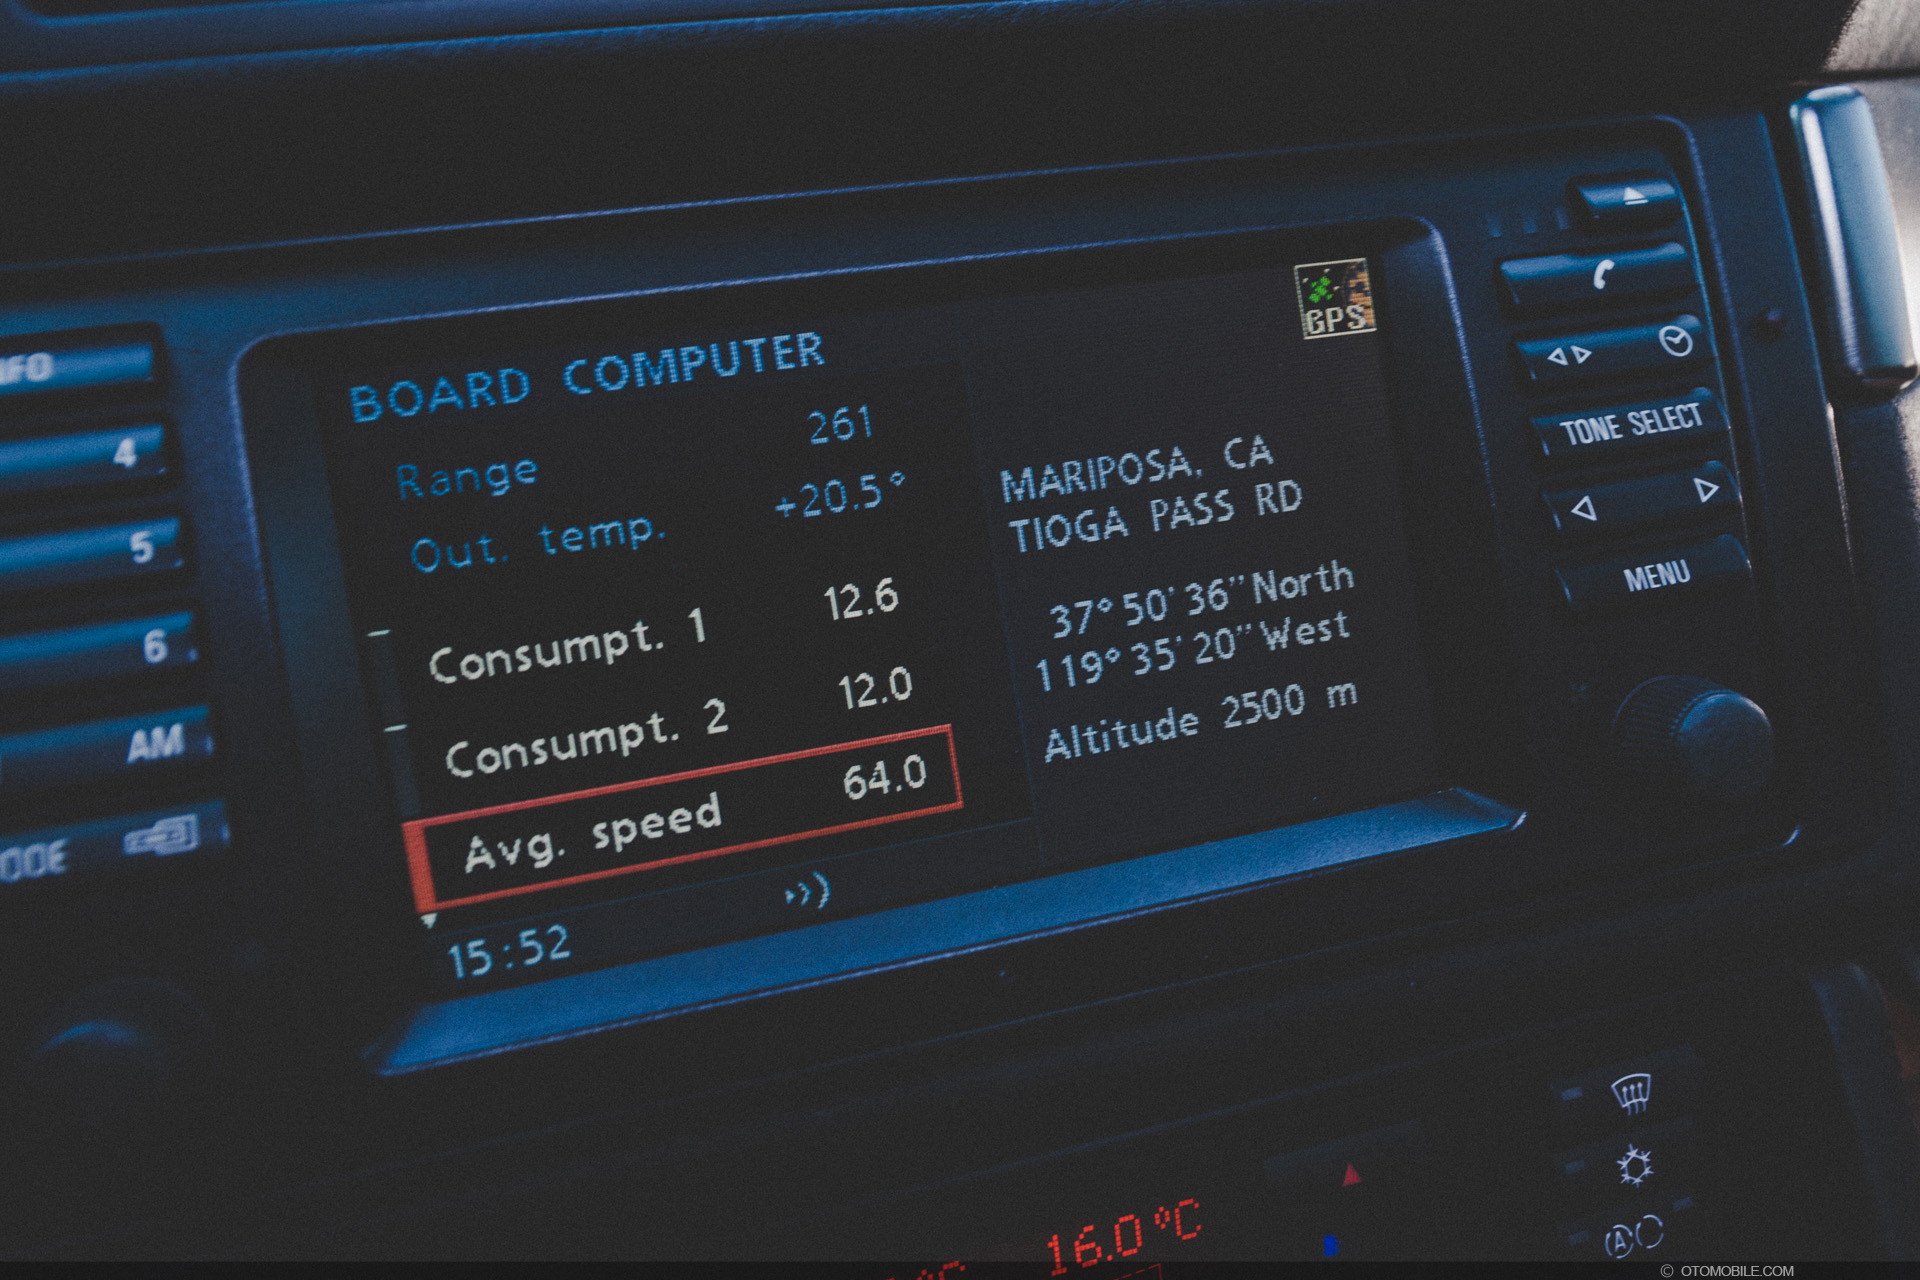 BOARD COMPUTER
Range 261
Out. temp. +20.5°
Consumpt. 1 12.6
Consumpt. 2 12.0
Avg. speed 64.0
15:52
GPS
MARIPOSA, CA
TIOGA PASS RD
37°50'36"North
119°35'20"West
Altitude 2500 m
4
5
6
AM
TONE SELECT
MENU
16.0°C
A
© OTOMOBILE.COM